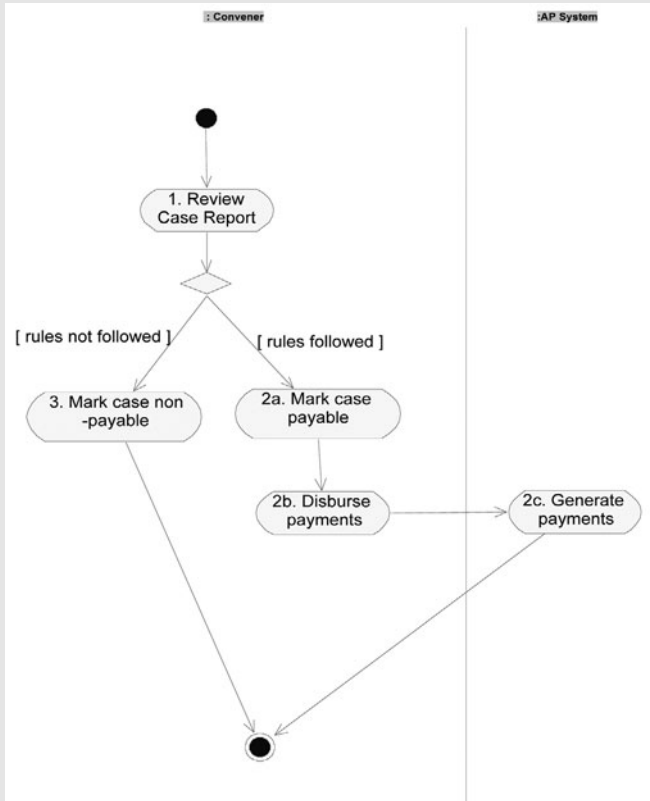 : Convener
:AP System
1. Review
Case Report
[ rules not followed ]
[ rules followed ]
3. Mark case non
-payable
2a. Mark case
payable
2b. Disburse
payments
2c. Generate
payments